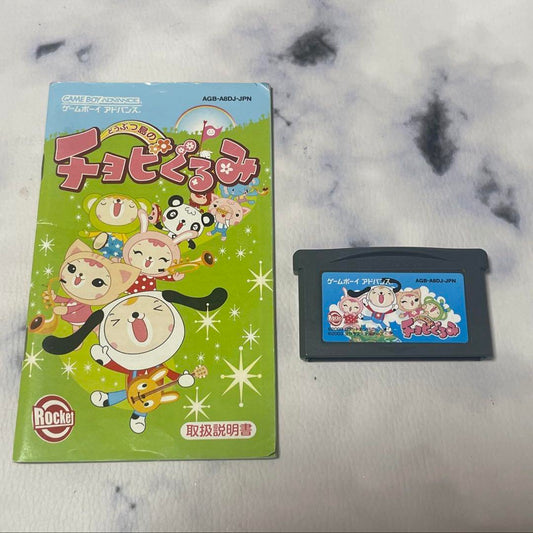 GAME BOY ADVANCE
ゲームボーイ アドバンス
AGB-A8DJ-JPN
どうぶつ島の
チョビぐるみ
Rocket
取扱説明書
ゲームボーイ アドバンス
AGB-A8DJ-JPN
チョビぐるみ